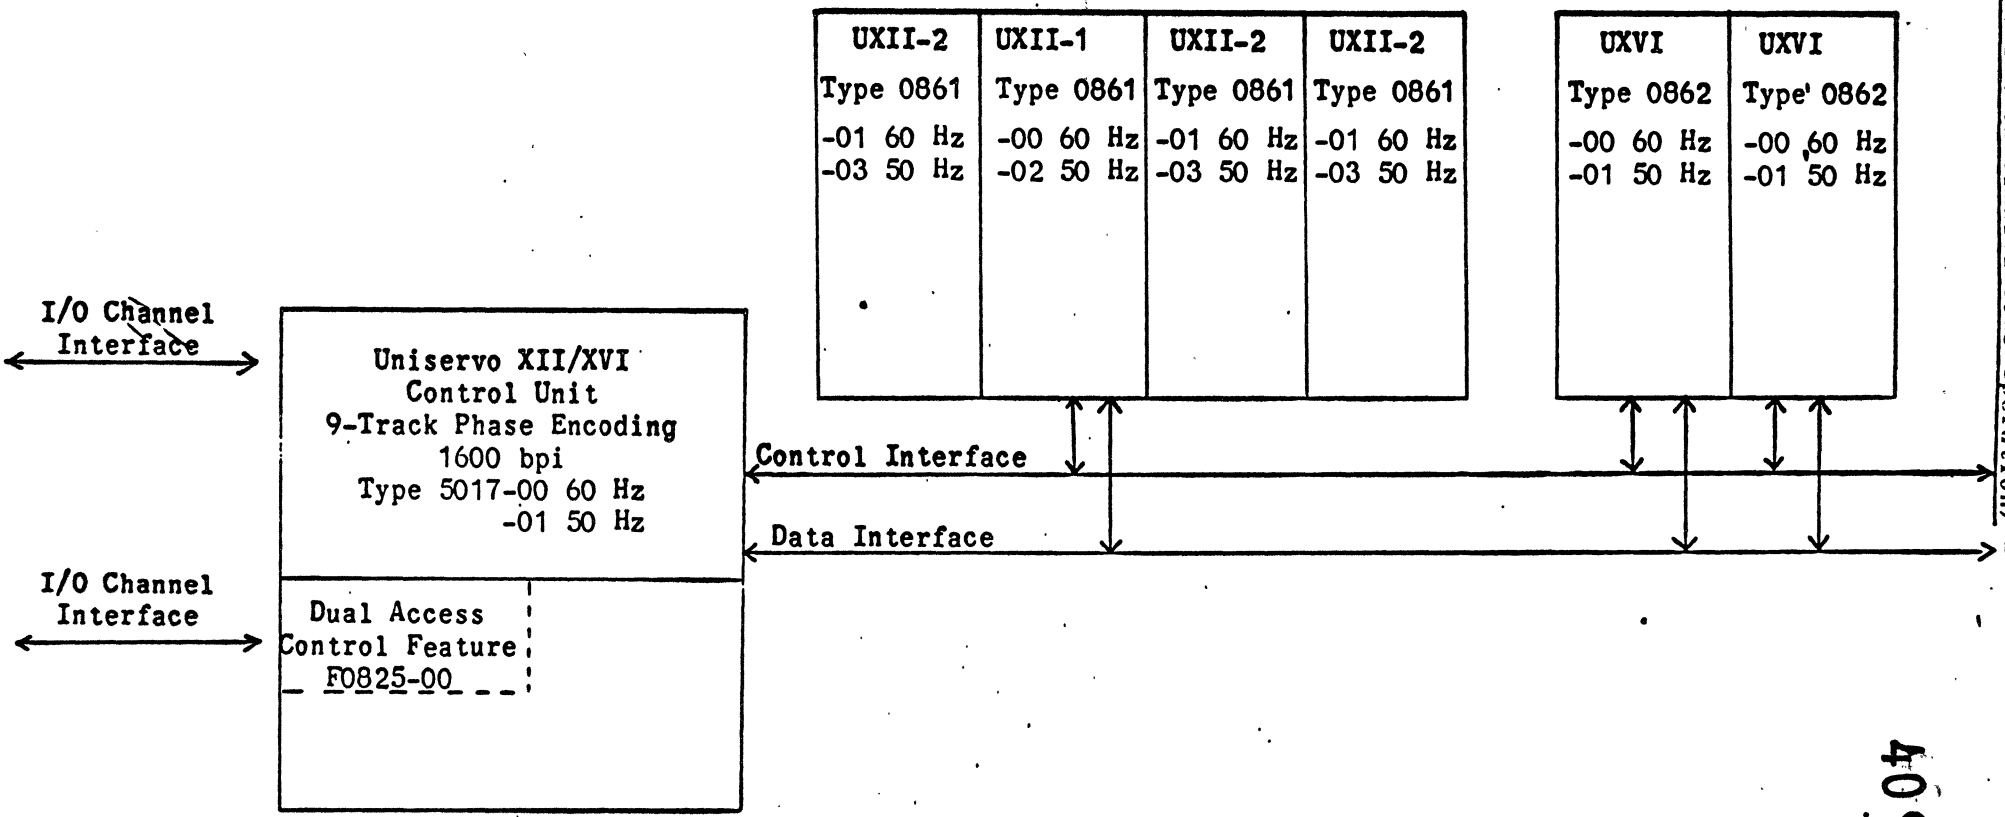 UXII-2
Type 0861
-01 60 Hz
-03 50 Hz
UXII-1
Type 0861
-00 60 Hz
-02 50 Hz
UXII-2
Type 0861
-01 60 Hz
-03 50 Hz
UXII-2
Type 0861
-01 60 Hz
-03 50 Hz
UXVI
Type 0862
-00 60 Hz
-01 50 Hz
UXVI
Type 0862
-00 60 Hz
-01 50 Hz
I/O Channel
Interface
Uniservo XII/XVI
Control Unit
9-Track Phase Encoding
1600 bpi
Type 5017-00 60 Hz
-01 50 Hz
Control Interface
Data Interface
I/O Channel
Interface
Dual Access
Control Feature
F0825-00
40